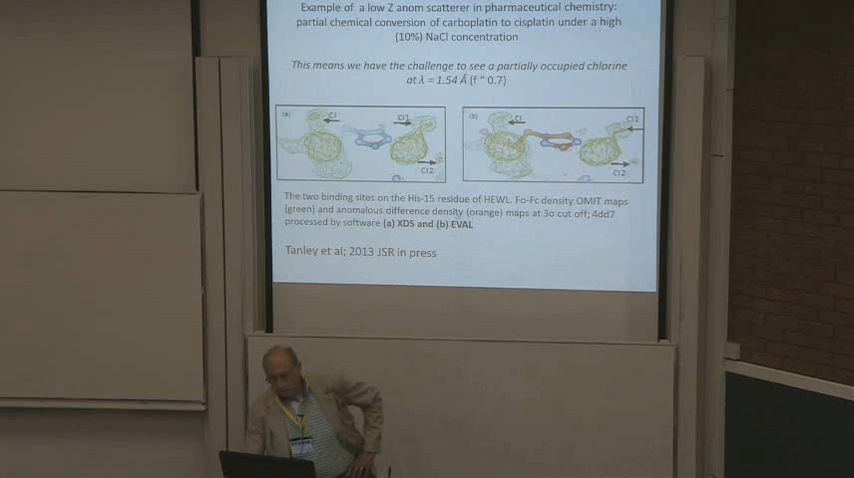 Example of a low Z anom scatterer in pharmaceutical chemistry:
partial chemical conversion of carboplatin to cisplatin under a high
(10%) NaCl concentration
This means we have the challenge to see a partially occupied chlorine
at λ = 1.54 Å (f " 0.7)
(a)
Cl
Cl1
Cl2
(b)
Cl
Cl1
Cl2
The two binding sites on the His-15 residue of HEWL. Fo-Fc density OMIT maps
(green) and anomalous difference density (orange) maps at 3σ cut off; 4dd7
processed by software (a) XDS and (b) EVAL
Tanley et al; 2013 JSR in press